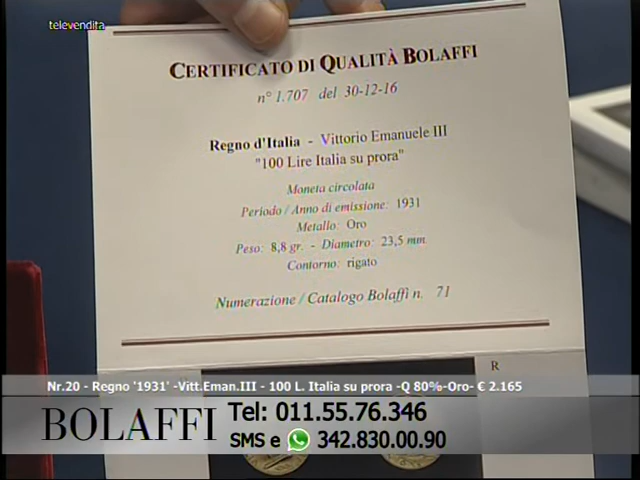 televendita
CERTIFICATO DI QUALITÀ BOLAFFI
n° 1.707 del 30-12-16
Regno d'Italia - Vittorio Emanuele III
"100 Lire Italia su prora"
Moneta circolata
Periodo / Anno di emissione: 1931
Metallo: Oro
Peso: 8,8 gr. - Diametro: 23,5 mm
Contorno: rigato
Numerazione / Catalogo Bolaffi n. 71
R
Nr.20 - Regno '1931' -Vitt.Eman.III - 100 L. Italia su prora -Q 80%-Oro- € 2.165
BOLAFFI
Tel: 011.55.76.346
SMS e 342.830.00.90